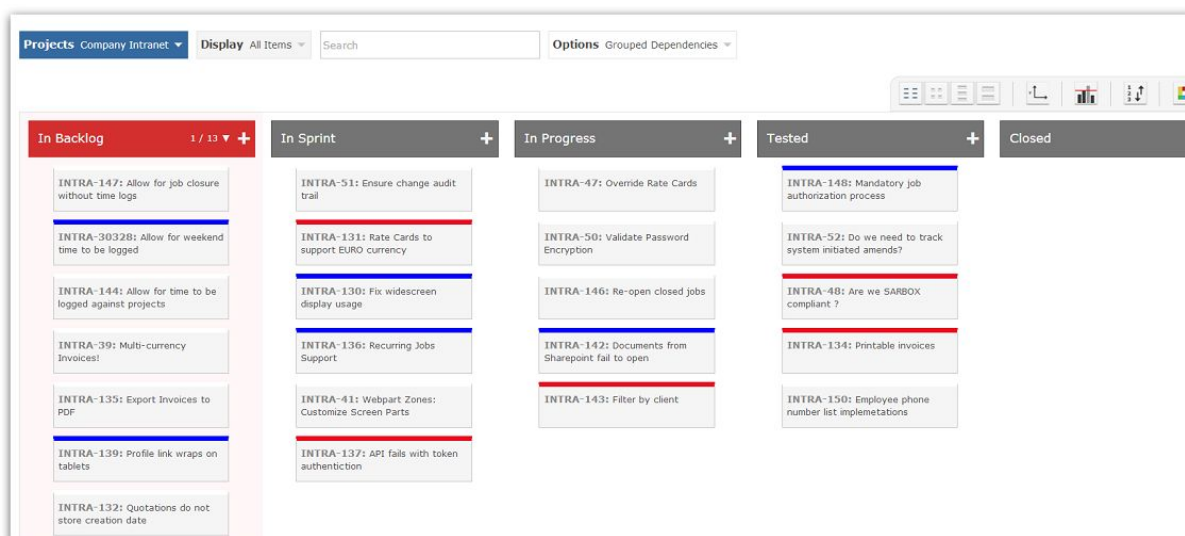 Projects Company Intranet Display All Items Search Options Grouped Dependencies
In Backlog 1 / 13
INTRA-147: Allow for job closure
without time logs
INTRA-30328: Allow for weekend
time to be logged
INTRA-144: Allow for time to be
logged against projects
INTRA-39: Multi-currency
Invoices!
INTRA-135: Export Invoices to
PDF
INTRA-139: Profile link wraps on
tablets
INTRA-132: Quotations do not
store creation date
In Sprint
INTRA-51: Ensure change audit
trail
INTRA-131: Rate Cards to
support EURO currency
INTRA-130: Fix widescreen
display usage
INTRA-136: Recurring Jobs
Support
INTRA-41: Webpart Zones:
Customize Screen Parts
INTRA-137: API fails with token
authentiction
In Progress
INTRA-47: Override Rate Cards
INTRA-50: Validate Password
Encryption
INTRA-146: Re-open closed jobs
INTRA-142: Documents from
Sharepoint fail to open
INTRA-143: Filter by client
Tested
INTRA-148: Mandatory job
authorization process
INTRA-52: Do we need to track
system initiated amends?
INTRA-48: Are we SARBOX
compliant ?
INTRA-134: Printable invoices
INTRA-150: Employee phone
number list implemetations
Closed